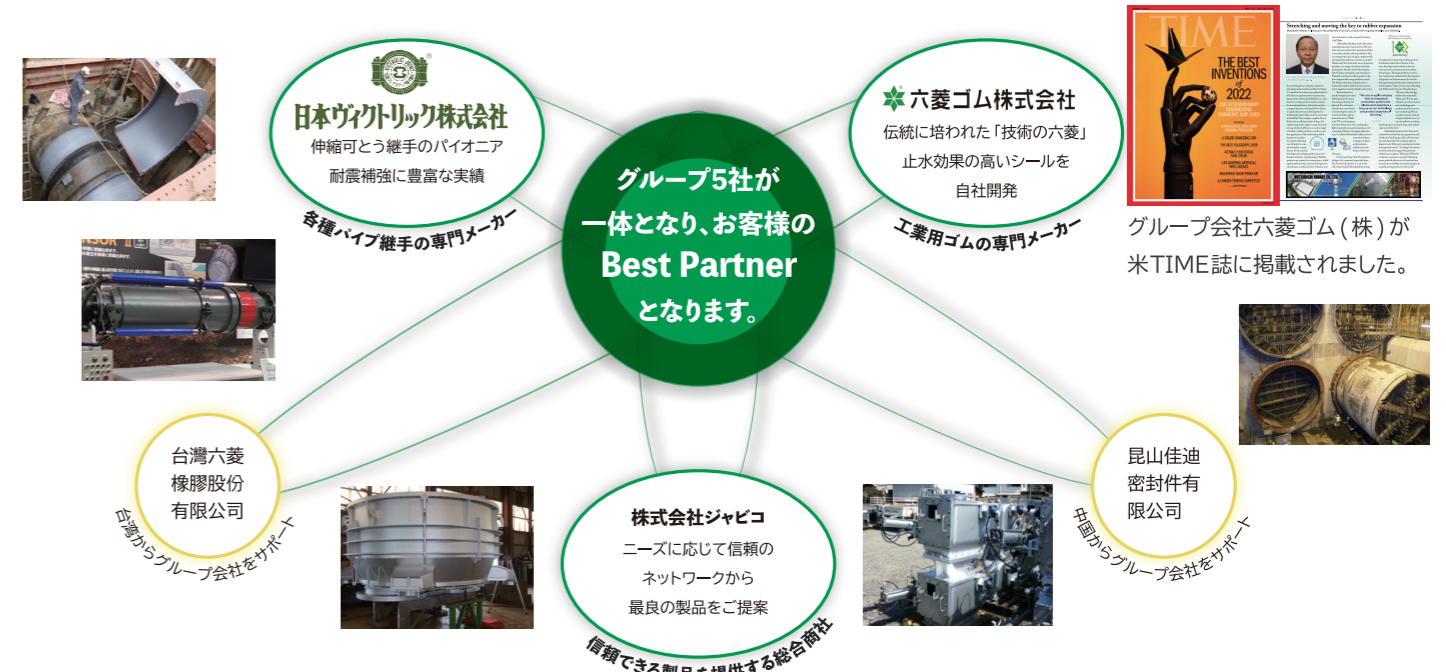 日本ヴィクトリック株式会社
伸縮可とう継手のパイオニア
耐震補強に豊富な実績
各種パイプ継手の専門メーカー
グループ5社が
一体となり、お客様の
Best Partner
となります。
六菱ゴム株式会社
伝統に培われた「技術の六菱」
止水効果の高いシールを
自社開発
工業用ゴムの専門メーカー
TIME
THE BEST
INVENTIONS
of
2022
Stretching and moving the key to rubber expansion
グループ会社六菱ゴム(株)が
米TIME誌に掲載されました。
台灣六菱
橡膠股份
有限公司
台湾からグループ会社をサポート
株式会社ジャビコ
ニーズに応じて信頼の
ネットワークから
最良の製品をご提案
信頼できる製品を提供する総合商社
昆山佳迪
密封件有
限公司
中国からグループ会社をサポート